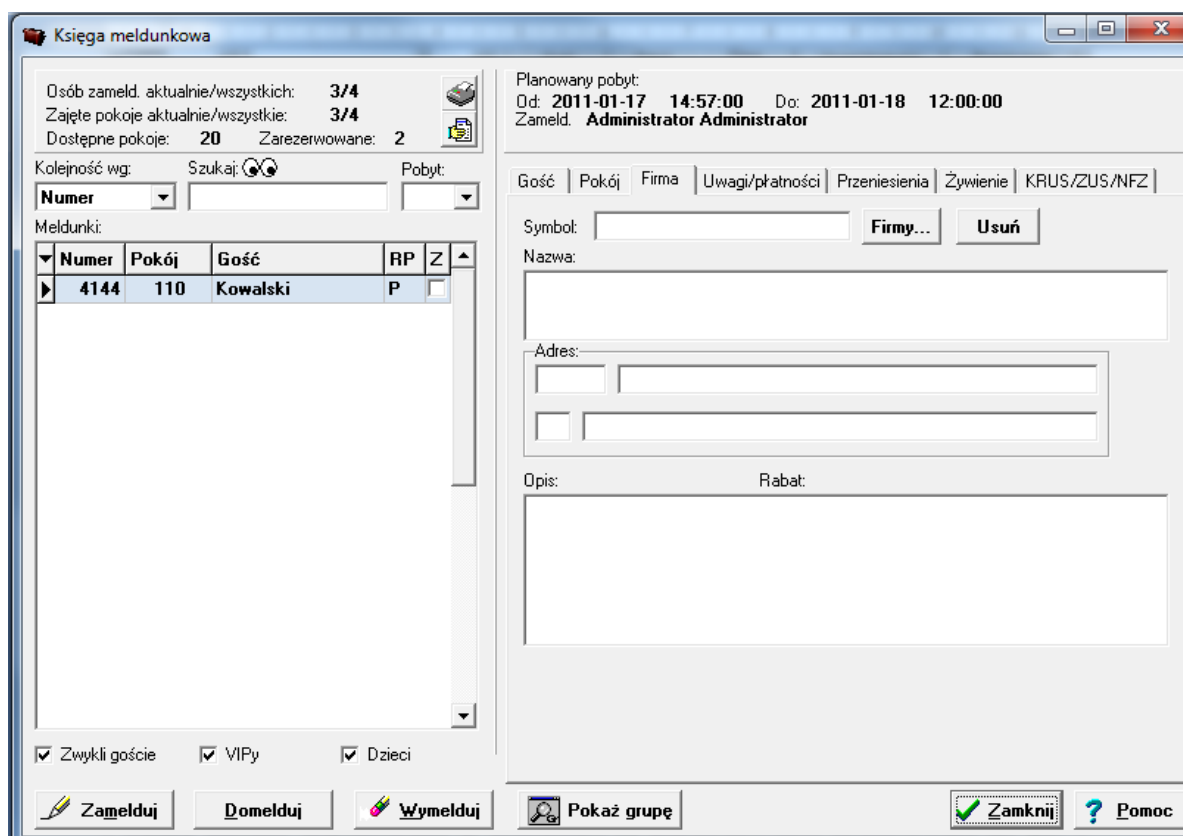 Księga meldunkowa
Osób zameld. aktualnie/wszystkich: 3/4
Zajęte pokoje aktualnie/wszystkie: 3/4
Dostępne pokoje: 20 Zarezerwowane: 2
Kolejność wg: Szukaj: Pobyt:
Numer
Meldunki:
Numer Pokój Gość RP Z
4144 110 Kowalski P
Zwykli goście VIPy Dzieci
Zamelduj Domelduj Wymelduj
Planowany pobyt:
Od: 2011-01-17 14:57:00 Do: 2011-01-18 12:00:00
Zameld. Administrator Administrator
Gość Pokój Firma Uwagi/płatności Przeniesienia Żywienie KRUS/ZUS/NFZ
Symbol: Firmy... Usuń
Nazwa:
Adres:
Opis: Rabat:
Pokaż grupę Zamknij Pomoc